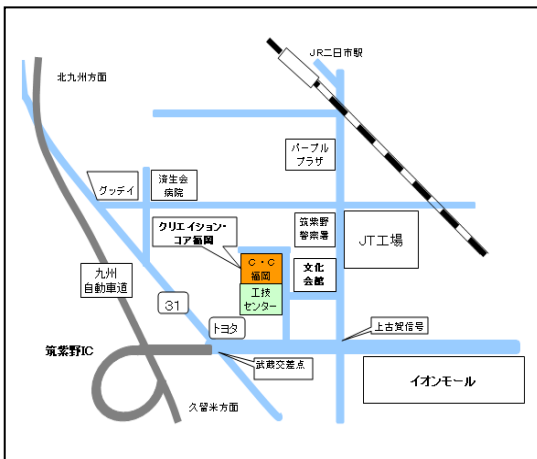 JR二日市駅
北九州方面
パープル
プラザ
グッデイ
済生会
病院
クリエイション・
コア福岡
筑紫野
警察署
JT工場
C・C
福岡
文化
会館
九州
自動車道
工技
センター
31
トヨタ
上古賀信号
筑紫野IC
武蔵交差点
イオンモール
久留米方面